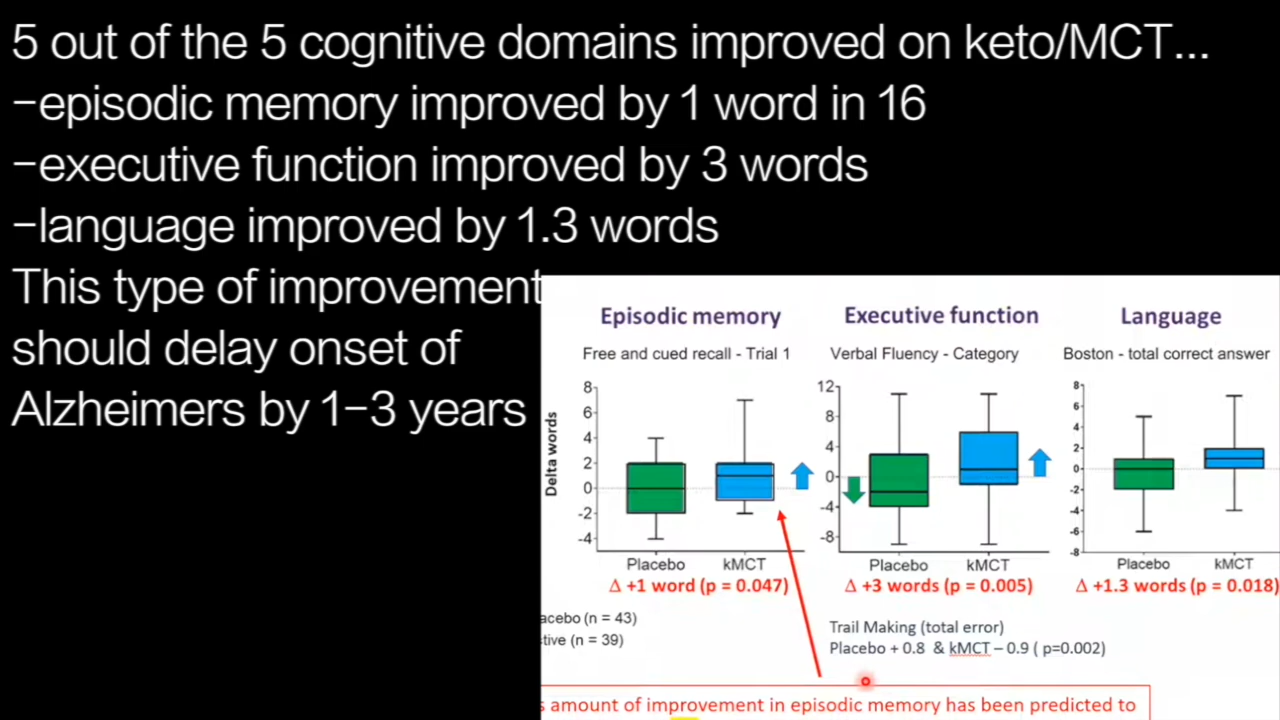 5 out of the 5 cognitive domains improved on keto/MCT...
-episodic memory improved by 1 word in 16
-executive function improved by 3 words
-language improved by 1.3 words
This type of improvement
should delay onset of
Alzheimers by 1-3 years
Episodic memory
Executive function
Language
Free and cued recall - Trial 1
Verbal Fluency - Category
Boston - total correct answer
Delta words
8
6
4
2
0
-2
-4
12
8
4
0
-4
-8
8
6
4
2
0
-2
-4
-6
-8
Placebo kMCT
Placebo kMCT
Placebo kMCT
Δ +1 word (p = 0.047)
Δ +3 words (p = 0.005)
Δ +1.3 words (p = 0.018)
acebo (n = 43)
tive (n = 39)
Trail Making (total error)
Placebo + 0.8 & kMCT – 0.9 ( p=0.002)
s amount of improvement in episodic memory has been predicted to